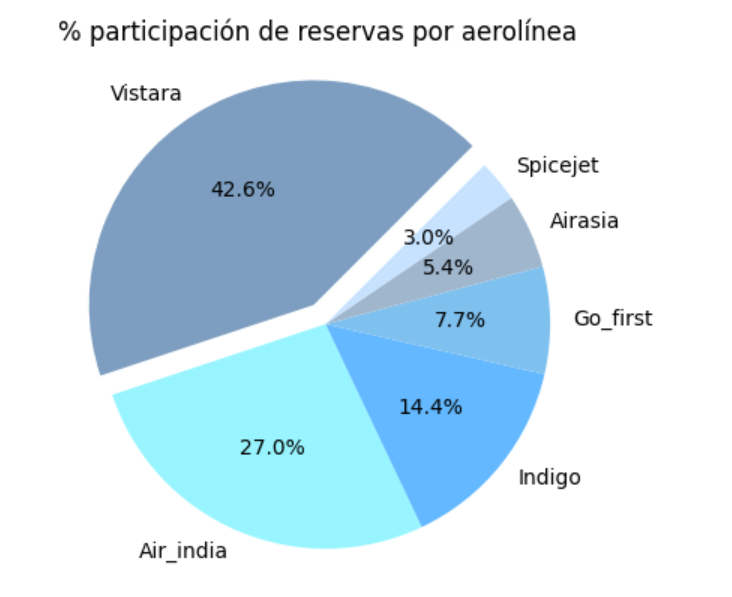 % participación de reservas por aerolínea
Vistara
42.6%
Spicejet
3.0%
Airasia
5.4%
Go_first
7.7%
Indigo
14.4%
Air_india
27.0%